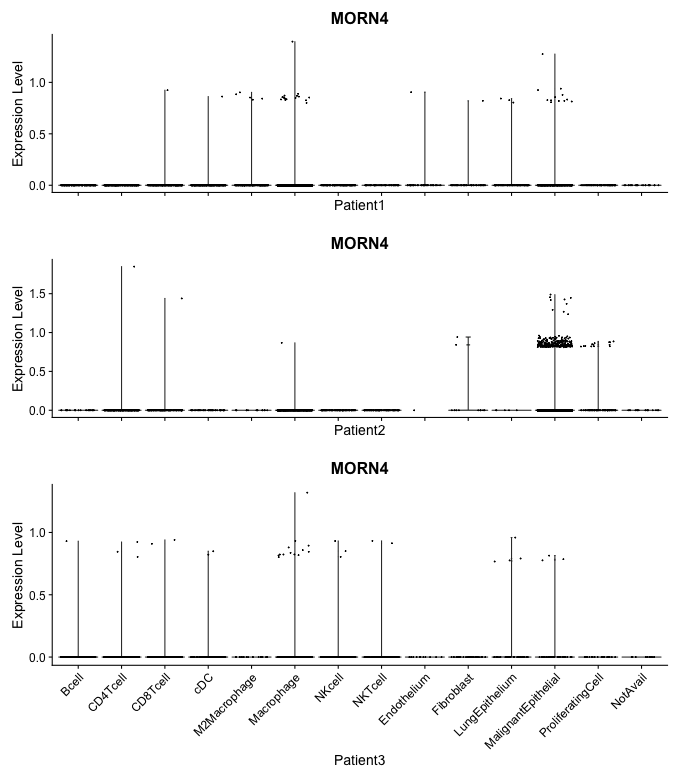 MORN4
Expression Level
1.0
0.5
0.0
Patient1
MORN4
Expression Level
1.5
1.0
0.5
0.0
Patient2
MORN4
Expression Level
1.0
0.5
0.0
Bcell
CD4Tcell
CD8Tcell
cDC
M2Macrophage
Macrophage
NKcell
NKTcell
Endothelium
Fibroblast
LungEpithelium
MalignantEpithelial
ProliferatingCell
NotAvail
Patient3